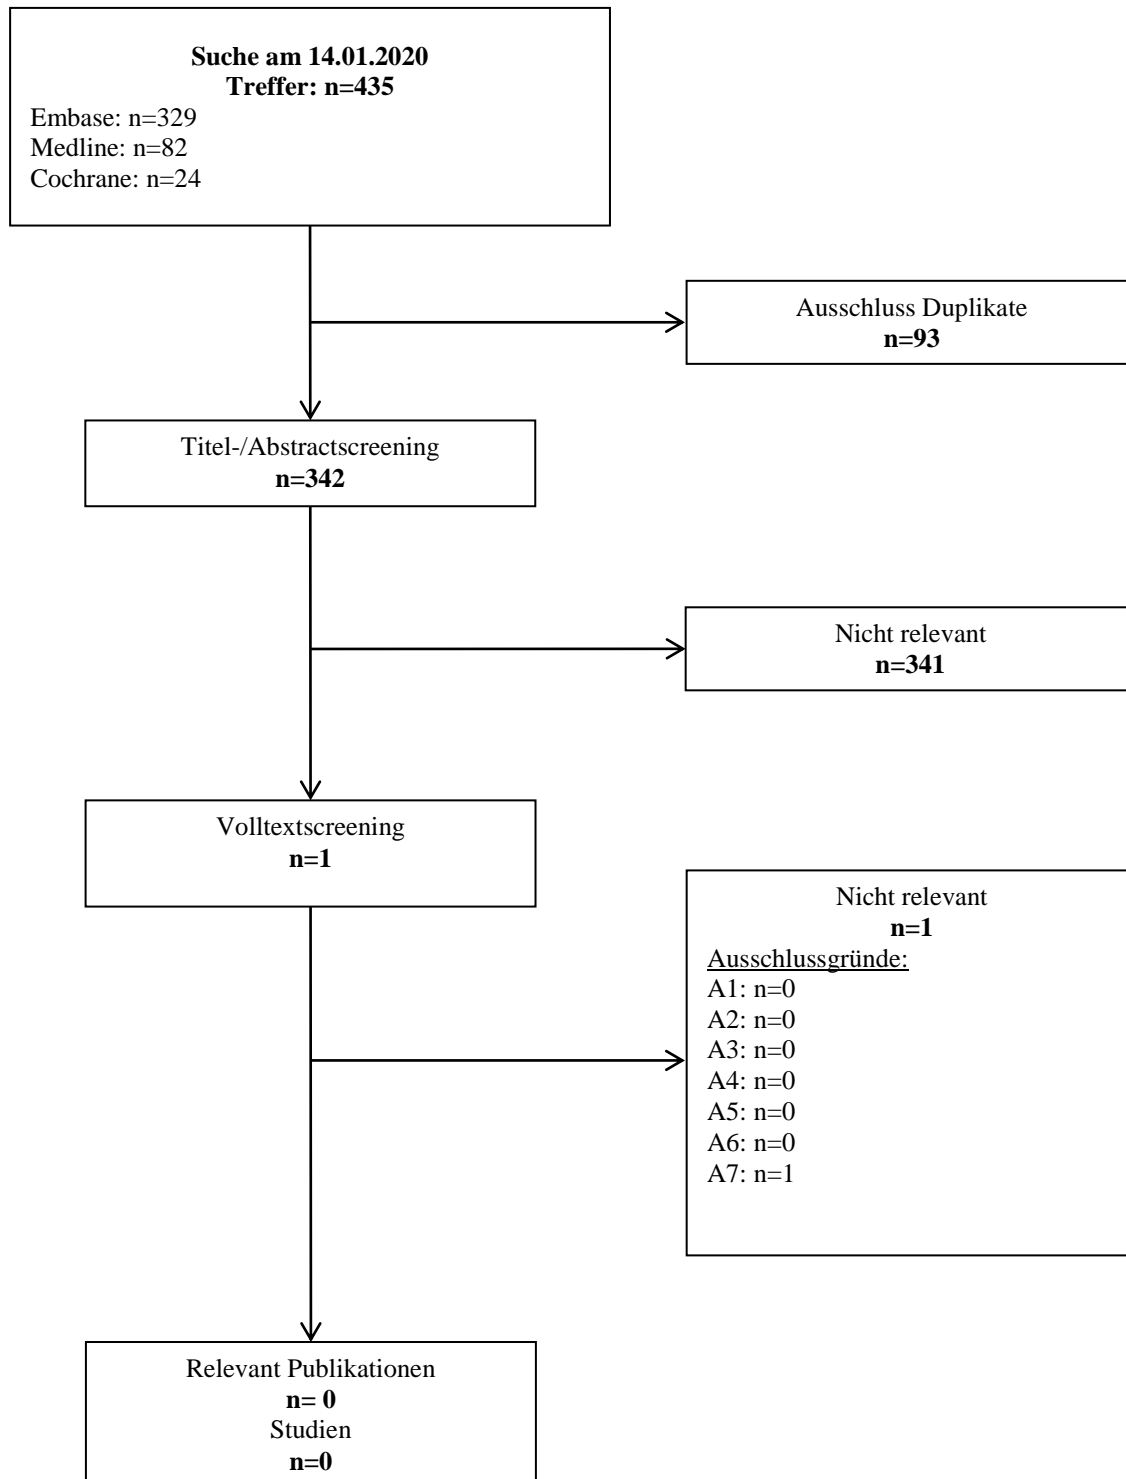 Suche am 14.01.2020
Treffer: n=435
Embase: n=329
Medline: n=82
Cochrane: n=24
Ausschluss Duplikate
n=93
Titel-/Abstractscreening
n=342
Nicht relevant
n=341
Volltextscreening
n=1
Nicht relevant
n=1
Ausschlussgründe:
A1: n=0
A2: n=0
A3: n=0
A4: n=0
A5: n=0
A6: n=0
A7: n=1
Relevant Publikationen
n= 0
Studien
n=0